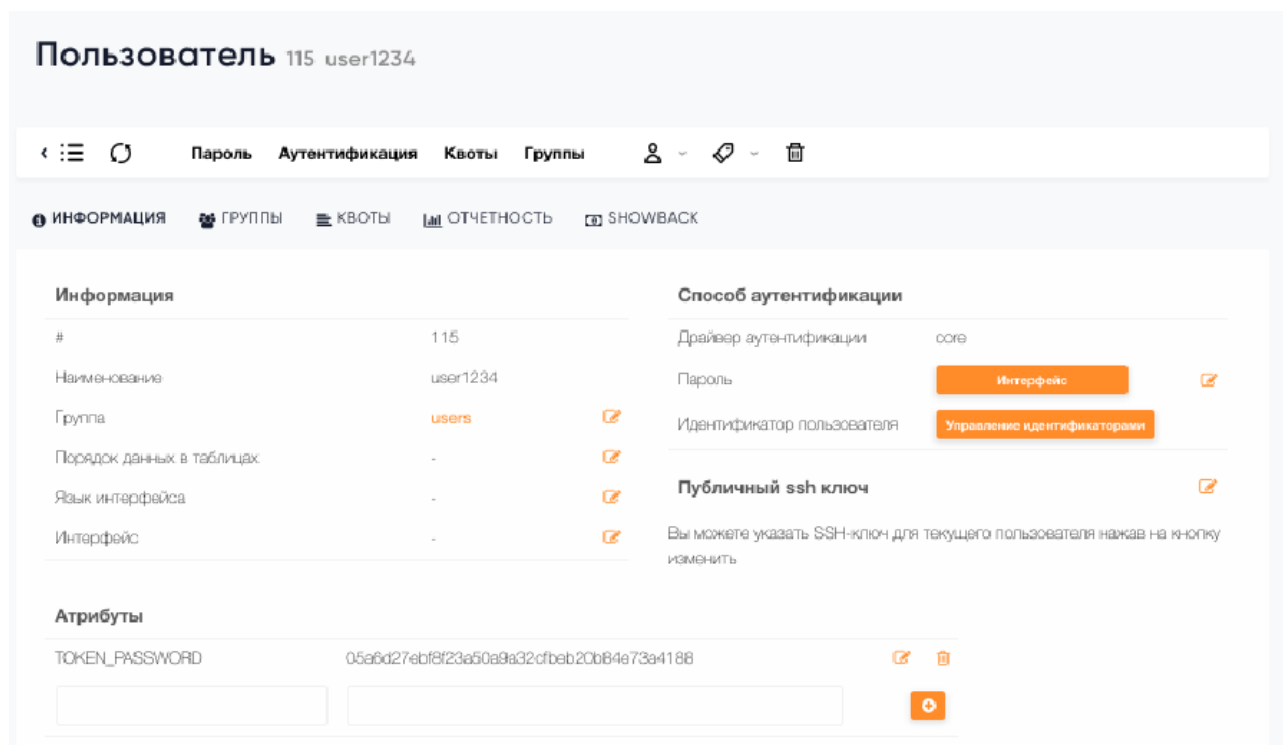 Пользователь 115 user1234
Пароль Аутентификация Квоты Группы
ИНФОРМАЦИЯ ГРУППЫ КВОТЫ ОТЧЕТНОСТЬ SHOWBACK
Информация
# 115
Наименование user1234
Группа users
Порядок данных в таблицах -
Язык интерфейса -
Интерфейс -
Способ аутентификации
Драйвер аутентификации core
Пароль Интерфейс
Идентификатор пользователя Управление идентификаторами
Публичный ssh ключ
Вы можете указать SSH-ключ для текущего пользователя нажав на кнопку
изменить
Атрибуты
TOKEN_PASSWORD 05a6d27ebf8f23a50a9a32cfbeb20b84e73a4188